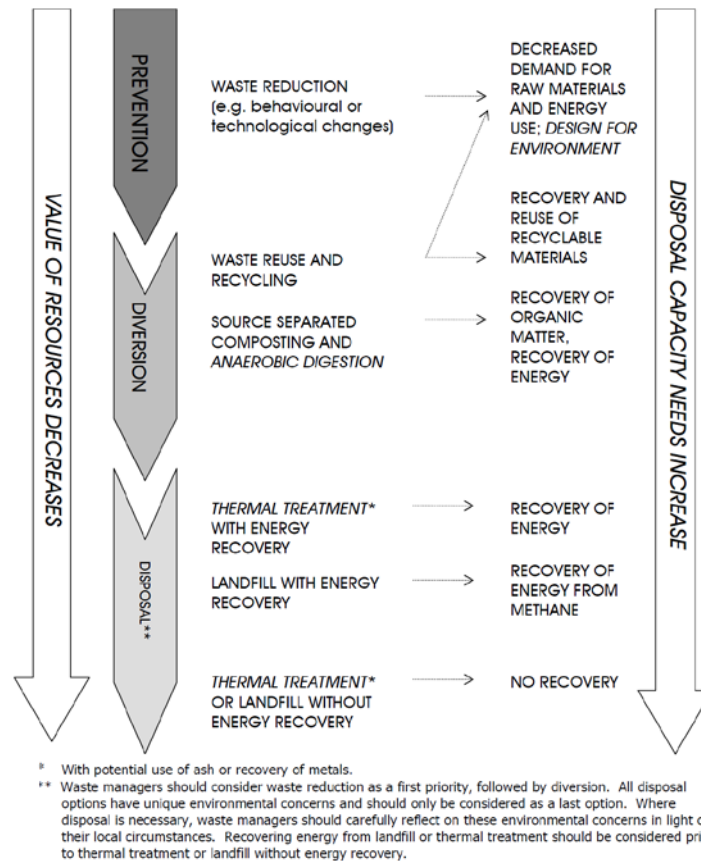 VALUE OF RESOURCES DECREASES
PREVENTION
WASTE REDUCTION
(e.g. behavioural or
technological changes)
DECREASED
DEMAND FOR
RAW MATERIALS
AND ENERGY
USE; DESIGN FOR
ENVIRONMENT
DIVERSION
WASTE REUSE AND
RECYCLING
RECOVERY AND
REUSE OF
RECYCLABLE
MATERIALS
SOURCE SEPARATED
COMPOSTING AND
ANAEROBIC DIGESTION
RECOVERY OF
ORGANIC
MATTER,
RECOVERY OF
ENERGY
DISPOSAL**
THERMAL TREATMENT*
WITH ENERGY
RECOVERY
RECOVERY OF
ENERGY
LANDFILL WITH ENERGY
RECOVERY
RECOVERY OF
ENERGY FROM
METHANE
THERMAL TREATMENT*
OR LANDFILL WITHOUT
ENERGY RECOVERY
NO RECOVERY
DISPOSAL CAPACITY NEEDS INCREASE
* With potential use of ash or recovery of metals.
** Waste managers should consider waste reduction as a first priority, followed by diversion. All disposal
options have unique environmental concerns and should only be considered as a last option. Where
disposal is necessary, waste managers should carefully reflect on these environmental concerns in light
their local circumstances. Recovering energy from landfill or thermal treatment should be considered
to thermal treatment or landfill without energy recovery.